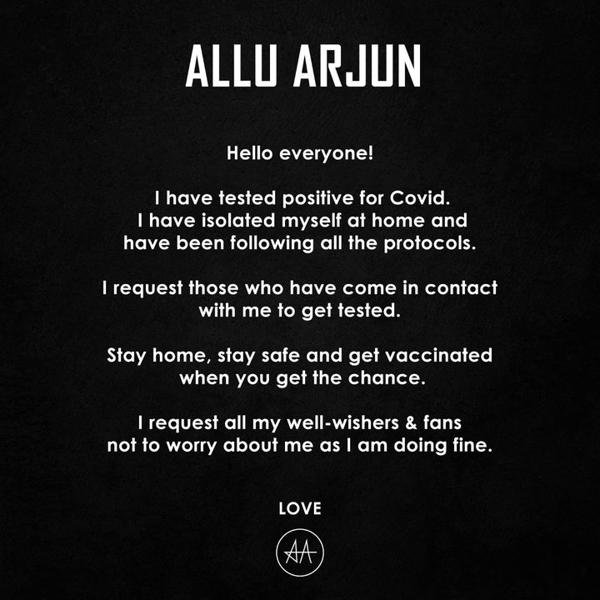 ALLU ARJUN
Hello everyone!
I have tested positive for Covid.
I have isolated myself at home and
have been following all the protocols.
I request those who have come in contact
with me to get tested.
Stay home, stay safe and get vaccinated
when you get the chance.
I request all my well-wishers & fans
not to worry about me as I am doing fine.
LOVE
AA